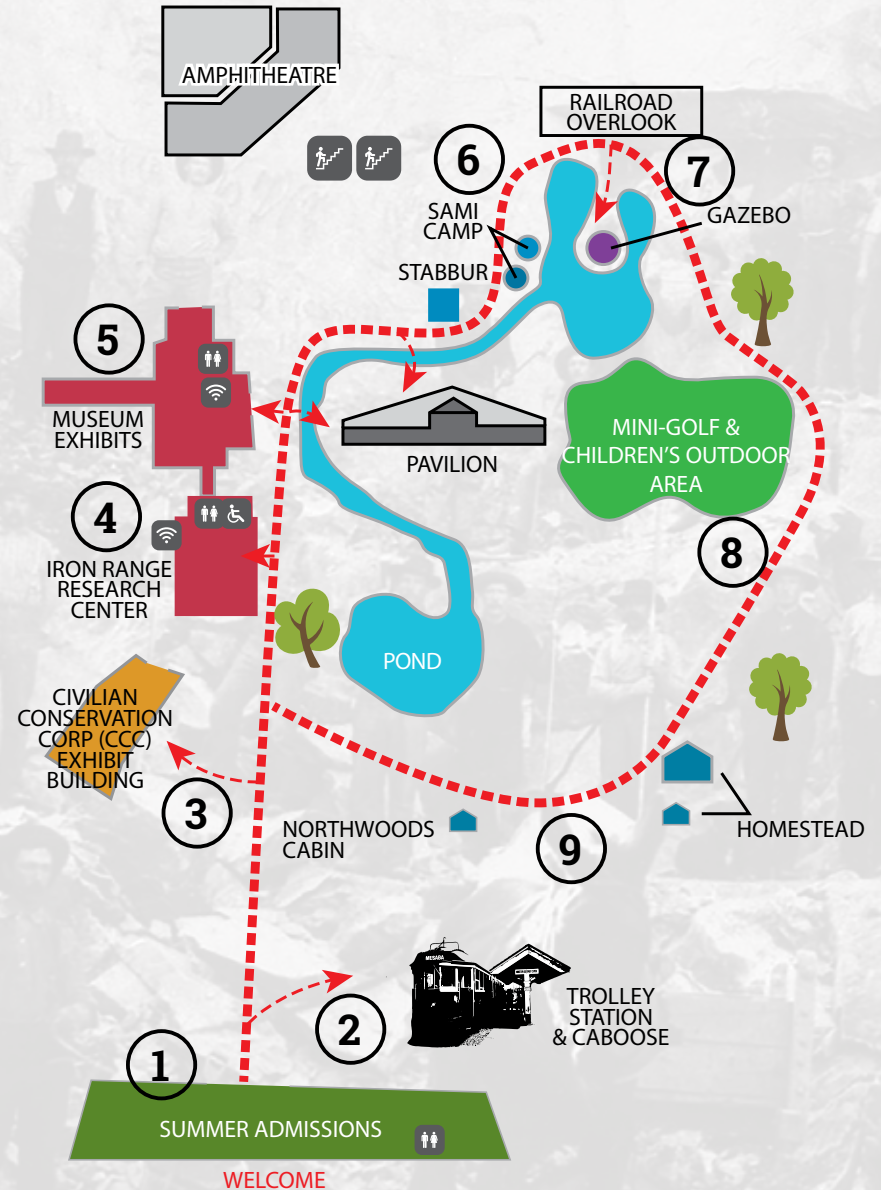 AMPHITHEATRE
RAILROAD
OVERLOOK
6
7
SAMI
CAMP
GAZEBO
STABBUR
5
MUSEUM
EXHIBITS
PAVILION
MINI-GOLF &
CHILDREN'S OUTDOOR
AREA
4
IRON RANGE
RESEARCH
CENTER
8
POND
CIVILIAN
CONSERVATION
CORP (CCC)
EXHIBIT
BUILDING
3
NORTHWOODS
CABIN
9
HOMESTEAD
MESABA
2
TROLLEY
STATION
& CABOOSE
1
SUMMER ADMISSIONS
WELCOME